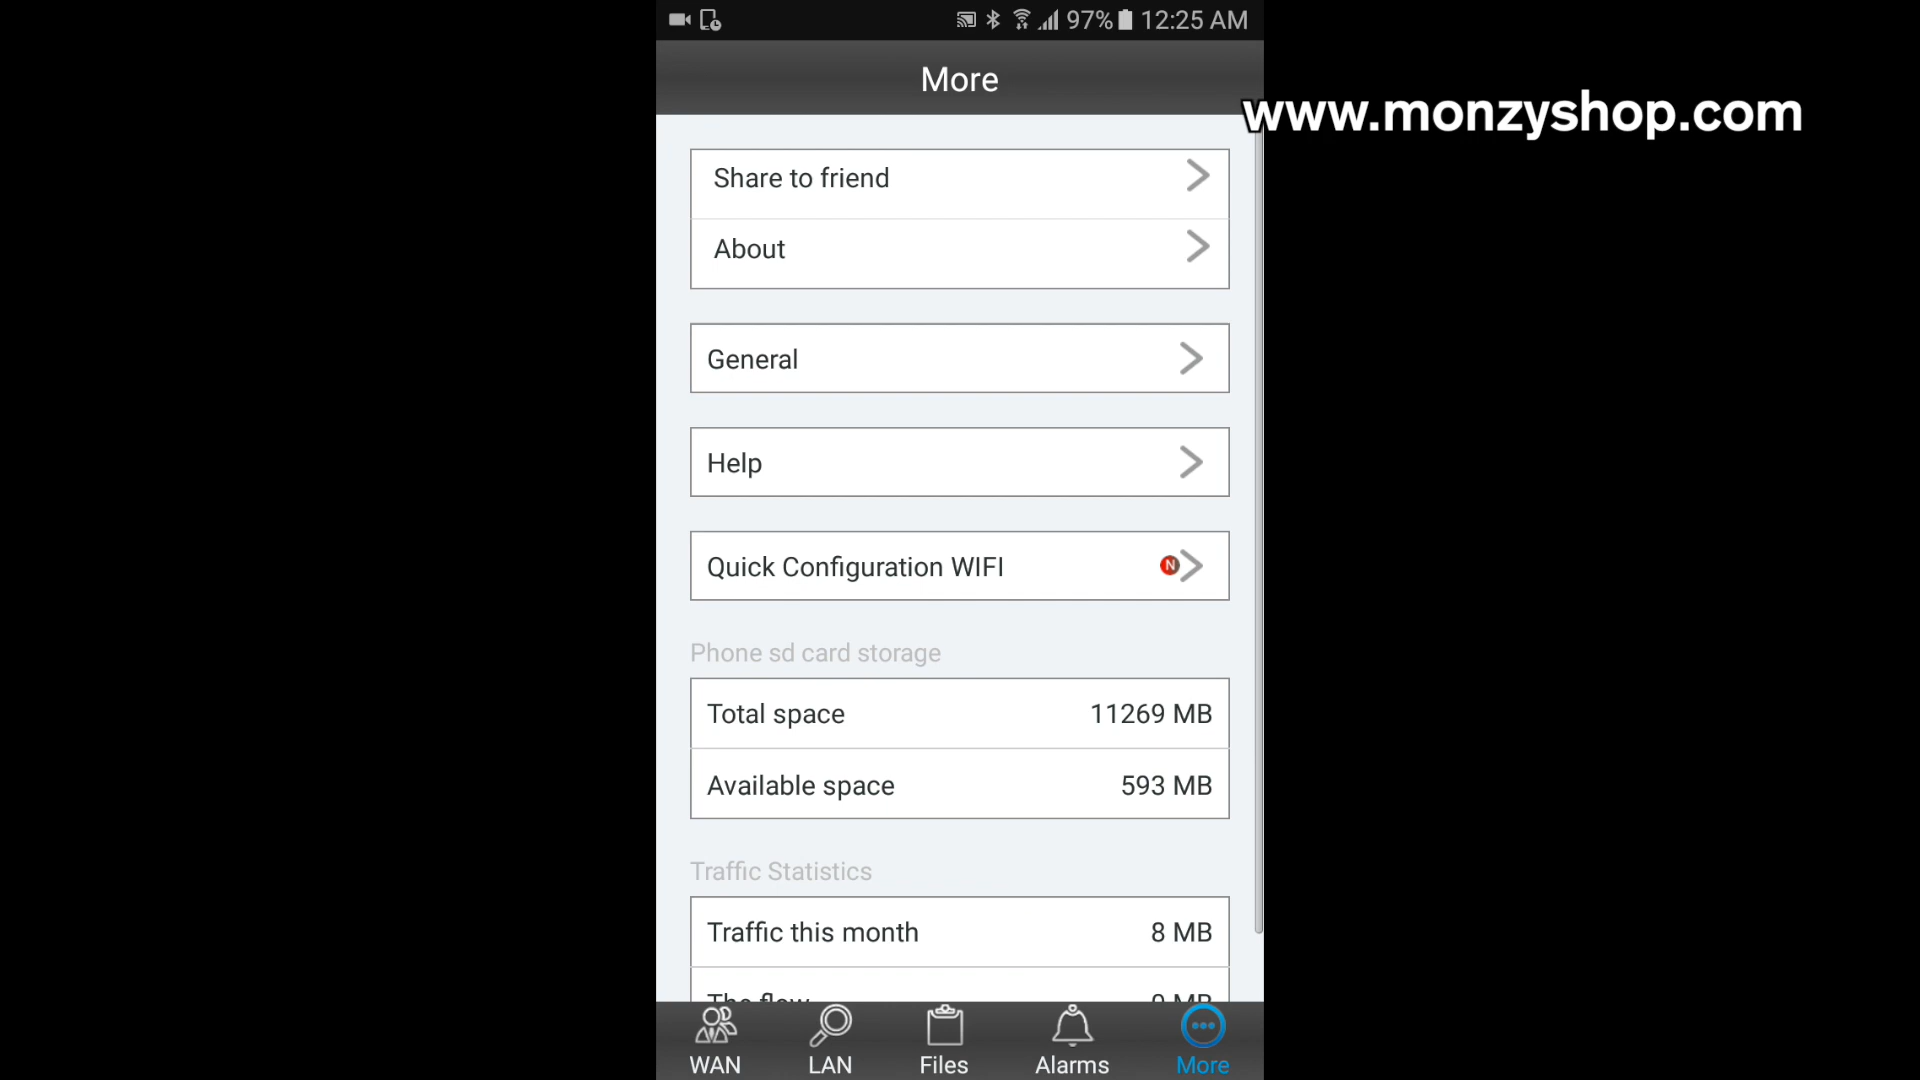 97% 12:25 AM
More
www.monzyshop.com
Share to friend
About
General
Help
Quick Configuration WIFI N
Phone sd card storage
Total space 11269 MB
Available space 593 MB
Traffic Statistics
Traffic this month 8 MB
The flow 0 MB
WAN LAN Files Alarms More